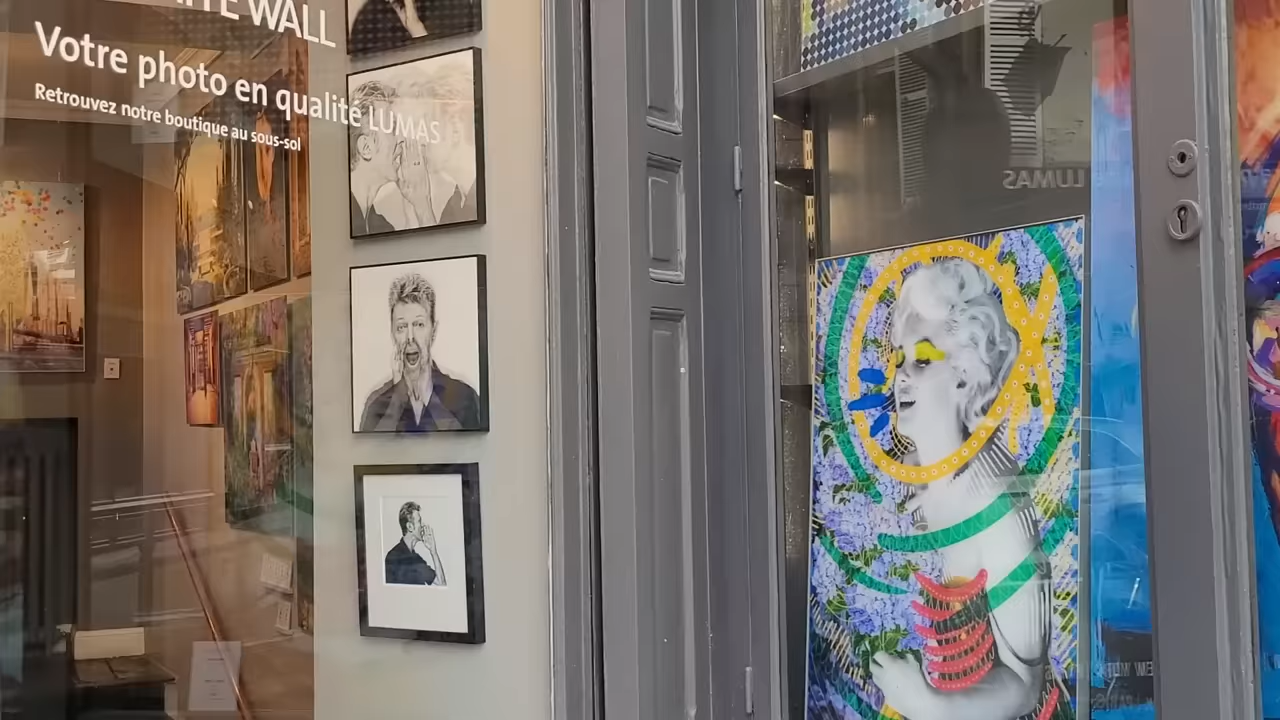 WALL
Votre photo en qualité LUMAS
Retrouvez notre boutique au sous-sol
LUMAS